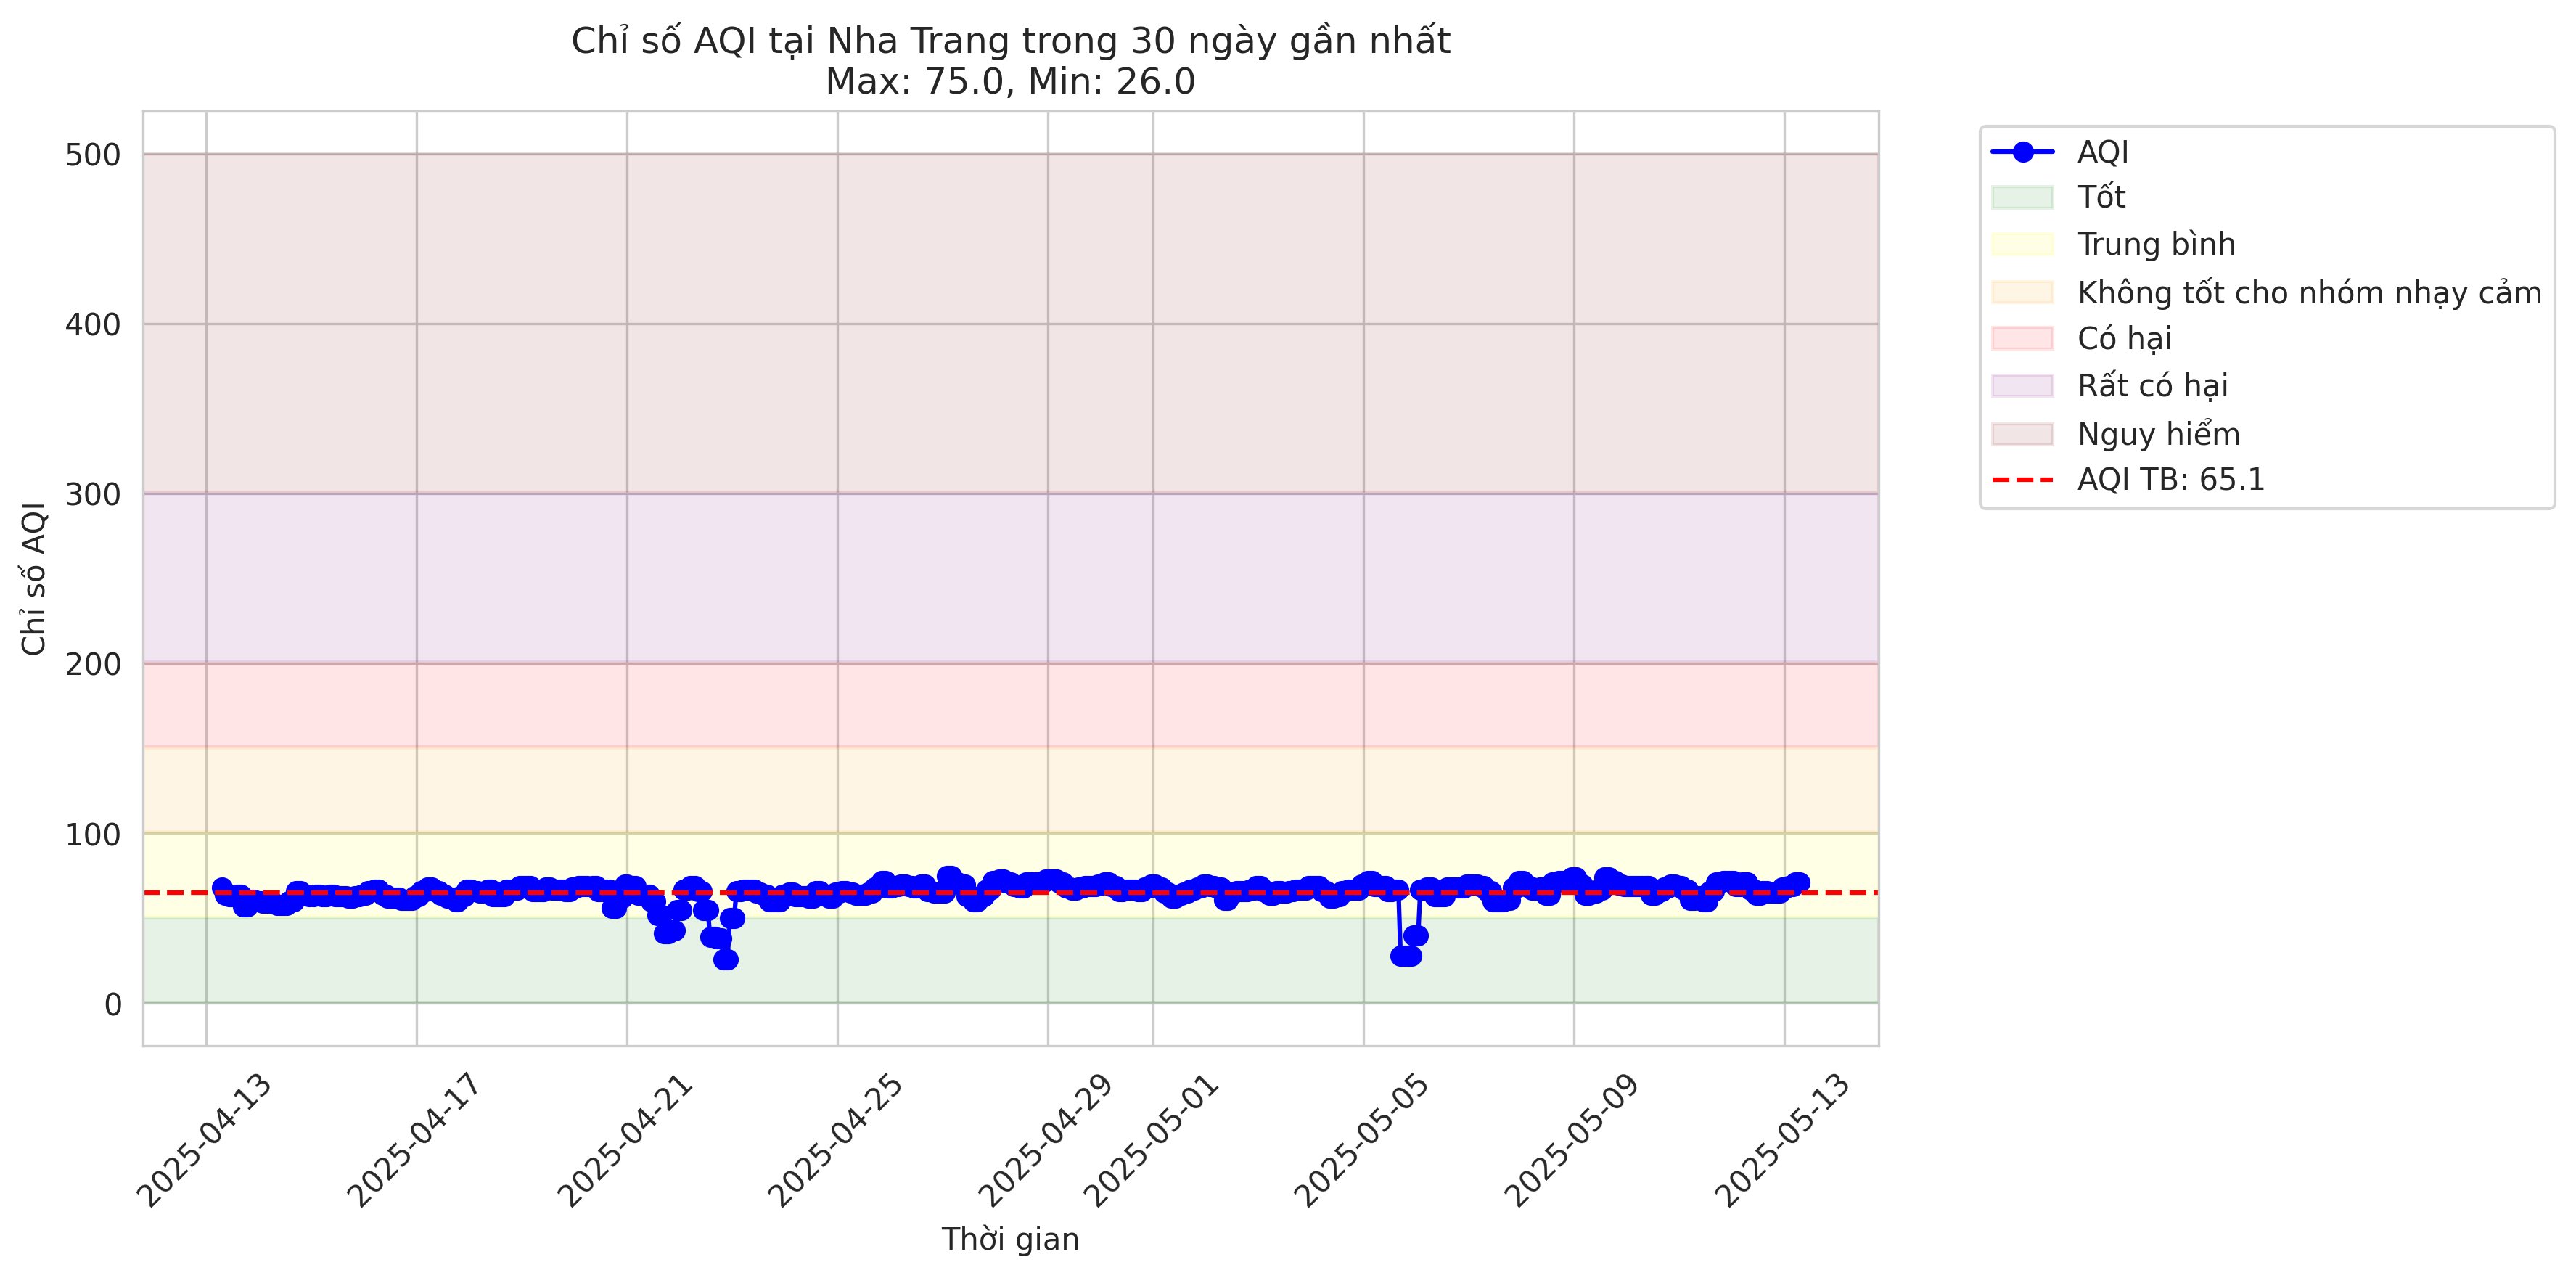 Chỉ số AQI tại Nha Trang trong 30 ngày gần nhất
Max: 75.0, Min: 26.0
Chỉ số AQI
500
400
300
200
100
0
2025-04-13
2025-04-17
2025-04-21
2025-04-25
2025-04-29
2025-05-01
2025-05-05
2025-05-09
2025-05-13
Thời gian
AQI
Tốt
Trung bình
Không tốt cho nhóm nhạy cảm
Có hại
Rất có hại
Nguy hiểm
AQI TB: 65.1